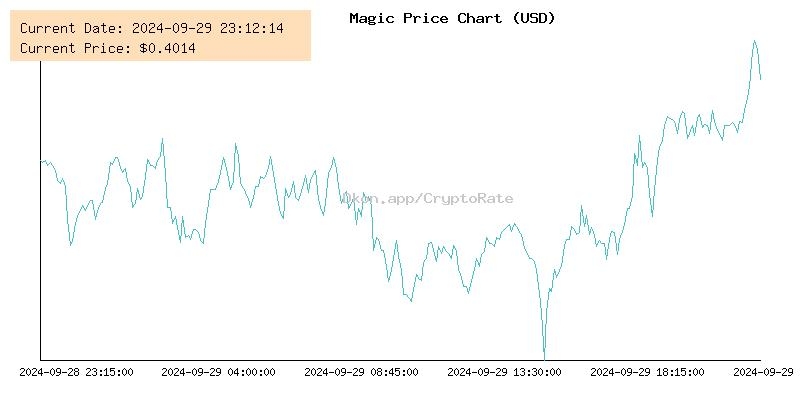 Magic Price Chart (USD)
Current Date: 2024-09-29 23:12:14
Current Price: $0.4014
0kon.app/CryptoRate
2024-09-28 23:15:00
2024-09-29 04:00:00
2024-09-29 08:45:00
2024-09-29 13:30:00
2024-09-29 18:15:00
2024-09-29